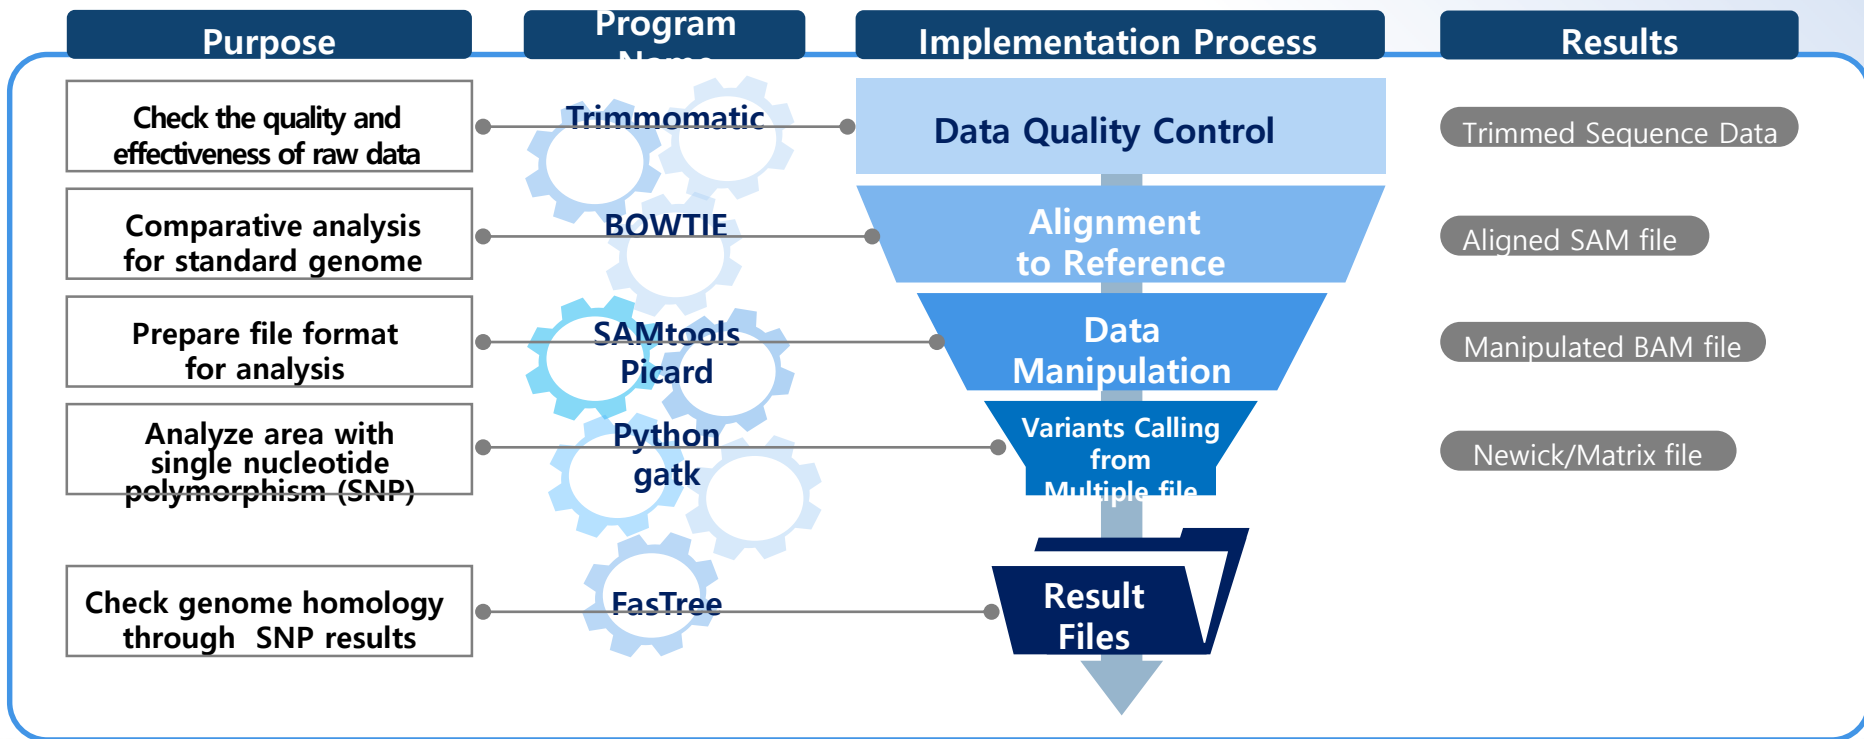 Purpose
Program
Name
Implementation Process
Results
Check the quality and
effectiveness of raw data
Trimmomatic
Data Quality Control
Trimmed Sequence Data
Comparative analysis
for standard genome
BOWTIE
Alignment
to Reference
Aligned SAM file
Prepare file format
for analysis
SAMtools
Picard
Data
Manipulation
Manipulated BAM file
Analyze area with
single nucleotide
polymorphism (SNP)
Python
gatk
Variants Calling
from
Multiple file
Newick/Matrix file
Check genome homology
through SNP results
FasTree
Result
Files